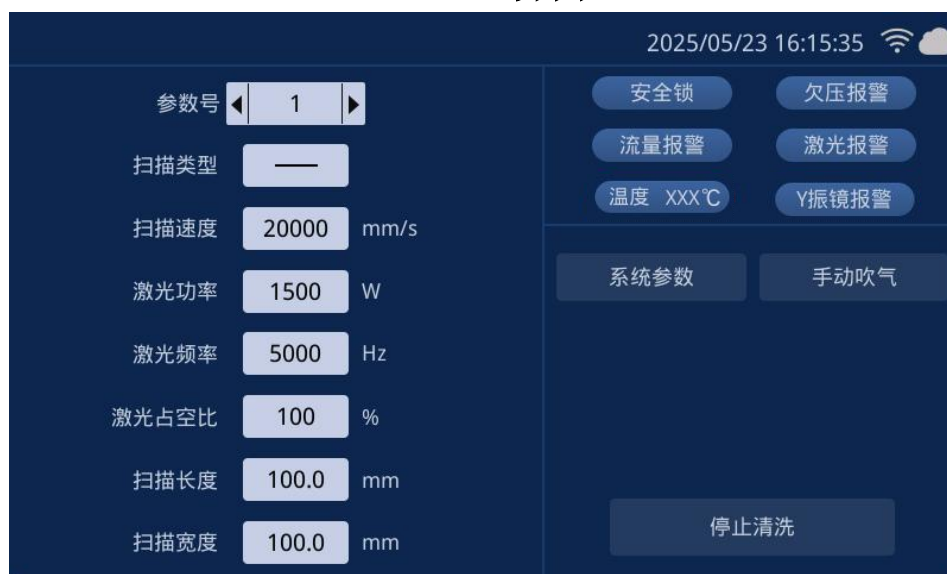 2025/05/23 16:15:35
参数号 1
扫描类型
扫描速度 20000 mm/s
激光功率 1500 W
激光频率 5000 Hz
激光占空比 100 %
扫描长度 100.0 mm
扫描宽度 100.0 mm
安全锁 欠压报警
流量报警 激光报警
温度 XXX℃ Y振镜报警
系统参数 手动吹气
停止清洗